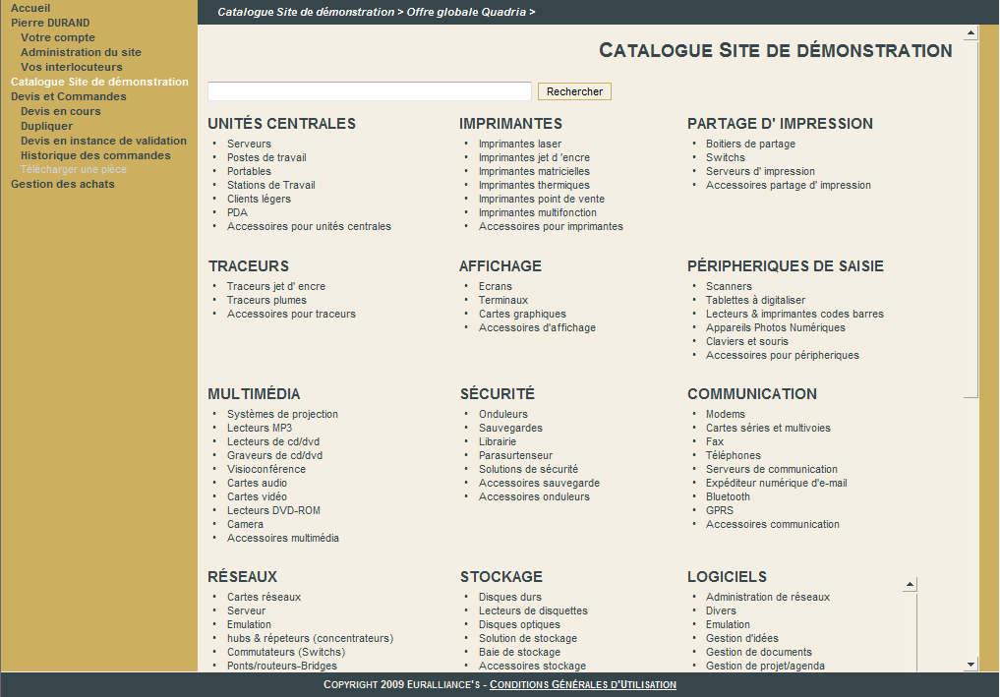 Accueil
Pierre DURAND
Votre compte
Administration du site
Vos interlocuteurs
Catalogue Site de démonstration
Devis et Commandes
Devis en cours
Dupliquer
Devis en instance de validation
Historique des commandes
Télécharger une pièce
Gestion des achats
Catalogue Site de démonstration > Offre globale Quadria >
CATALOGUE SITE DE DÉMONSTRATION
Rechercher
UNITÉS CENTRALES
• Serveurs
• Postes de travail
• Portables
• Stations de Travail
• Clients légers
• PDA
• Accessoires pour unités centrales
IMPRIMANTES
• Imprimantes laser
• Imprimantes jet d 'encre
• Imprimantes matricielles
• Imprimantes thermiques
• Imprimantes point de vente
• Imprimantes multifonction
• Accessoires pour imprimantes
PARTAGE D' IMPRESSION
• Boitiers de partage
• Switchs
• Serveurs d' impression
• Accessoires partage d' impression
TRACEURS
• Traceurs jet d' encre
• Traceurs plumes
• Accessoires pour traceurs
AFFICHAGE
• Ecrans
• Terminaux
• Cartes graphiques
• Accessoires d'affichage
PÉRIPHERIQUES DE SAISIE
• Scanners
• Tablettes à digitaliser
• Lecteurs & imprimantes codes barres
• Appareils Photos Numériques
• Claviers et souris
• Accessoires pour péripheriques
MULTIMÉDIA
• Systèmes de projection
• Lecteurs MP3
• Lecteurs de cd/dvd
• Graveurs de cd/dvd
• Visioconférence
• Cartes audio
• Cartes vidéo
• Lecteurs DVD-ROM
• Camera
• Accessoires multimédia
SÉCURITÉ
• Onduleurs
• Sauvegardes
• Librairie
• Parasurtenseur
• Solutions de sécurité
• Accessoires sauvegarde
• Accessoires onduleurs
COMMUNICATION
• Modems
• Cartes séries et multivoies
• Fax
• Téléphones
• Serveurs de communication
• Expéditeur numérique d'e-mail
• Bluetooth
• GPRS
• Accessoires communication
RÉSEAUX
• Cartes réseaux
• Serveur
• Emulation
• hubs & répeteurs (concentrateurs)
• Commutateurs (Switchs)
• Ponts/routeurs-Bridges
STOCKAGE
• Disques durs
• Lecteurs de disquettes
• Disques optiques
• Solution de stockage
• Baie de stockage
• Accessoires stockage
LOGICIELS
• Administration de réseaux
• Divers
• Emulation
• Gestion d'idées
• Gestion de documents
• Gestion de projet/agenda
COPYRIGHT 2009 EURALLIANCE'S - CONDITIONS GÉNÉRALES D'UTILISATION